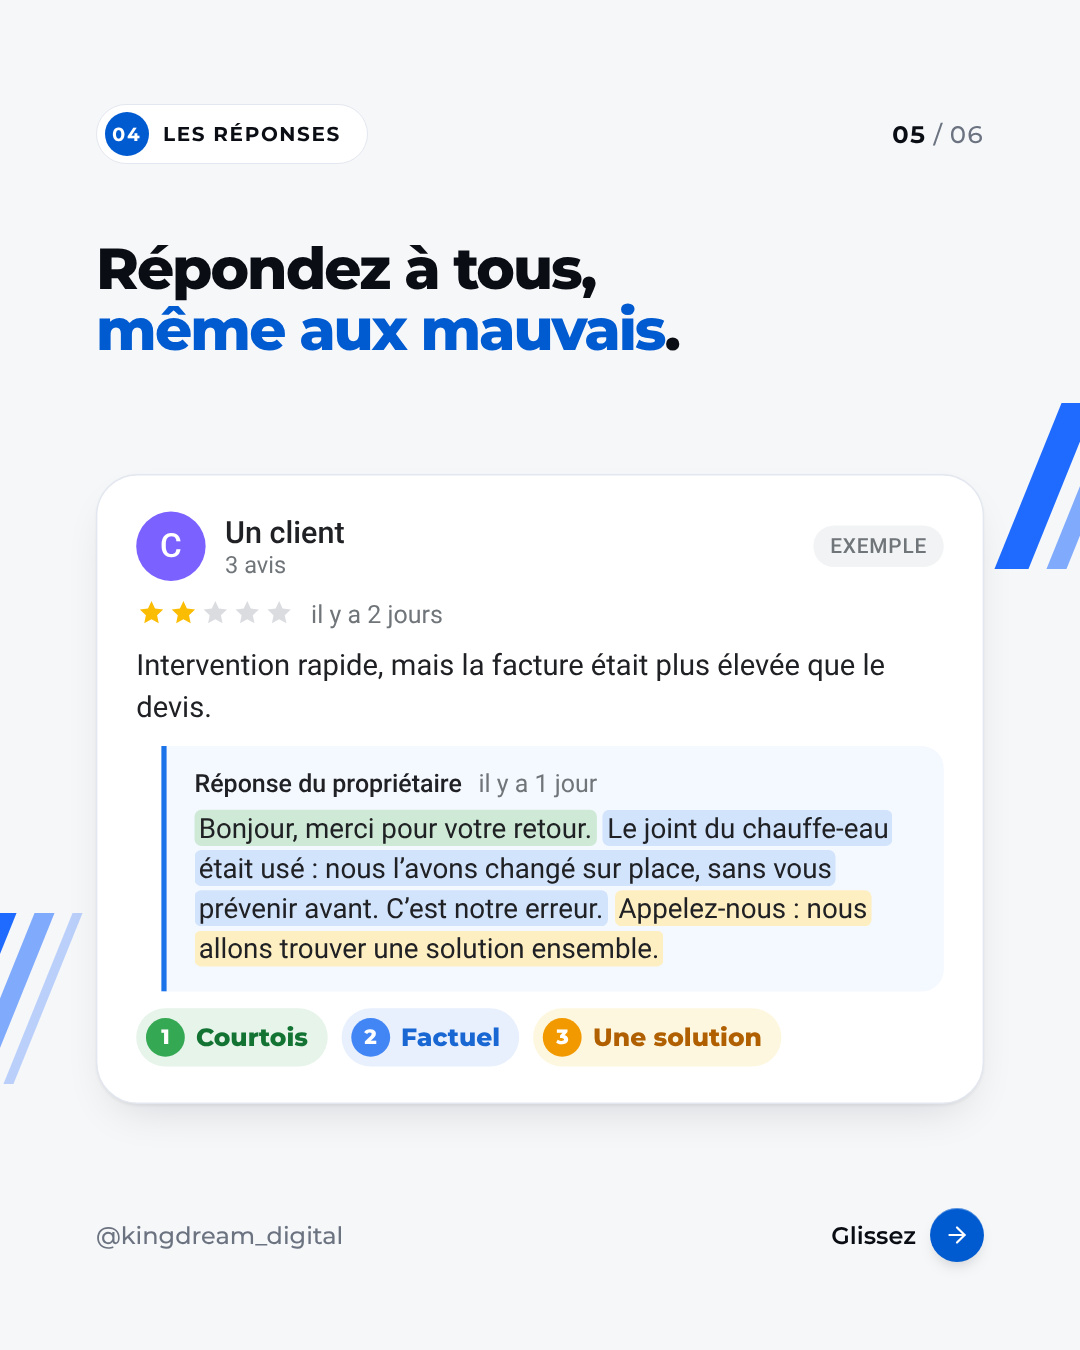 04 LES RÉPONSES
05 / 06
Répondez à tous,
même aux mauvais.
C
Un client
3 avis
EXEMPLE
il y a 2 jours
Intervention rapide, mais la facture était plus élevée que le
devis.
Réponse du propriétaire il y a 1 jour
Bonjour, merci pour votre retour. Le joint du chauffe-eau
était usé : nous l’avons changé sur place, sans vous
prévenir avant. C’est notre erreur. Appelez-nous : nous
allons trouver une solution ensemble.
1 Courtois 2 Factuel 3 Une solution
@kingdream_digital
Glissez